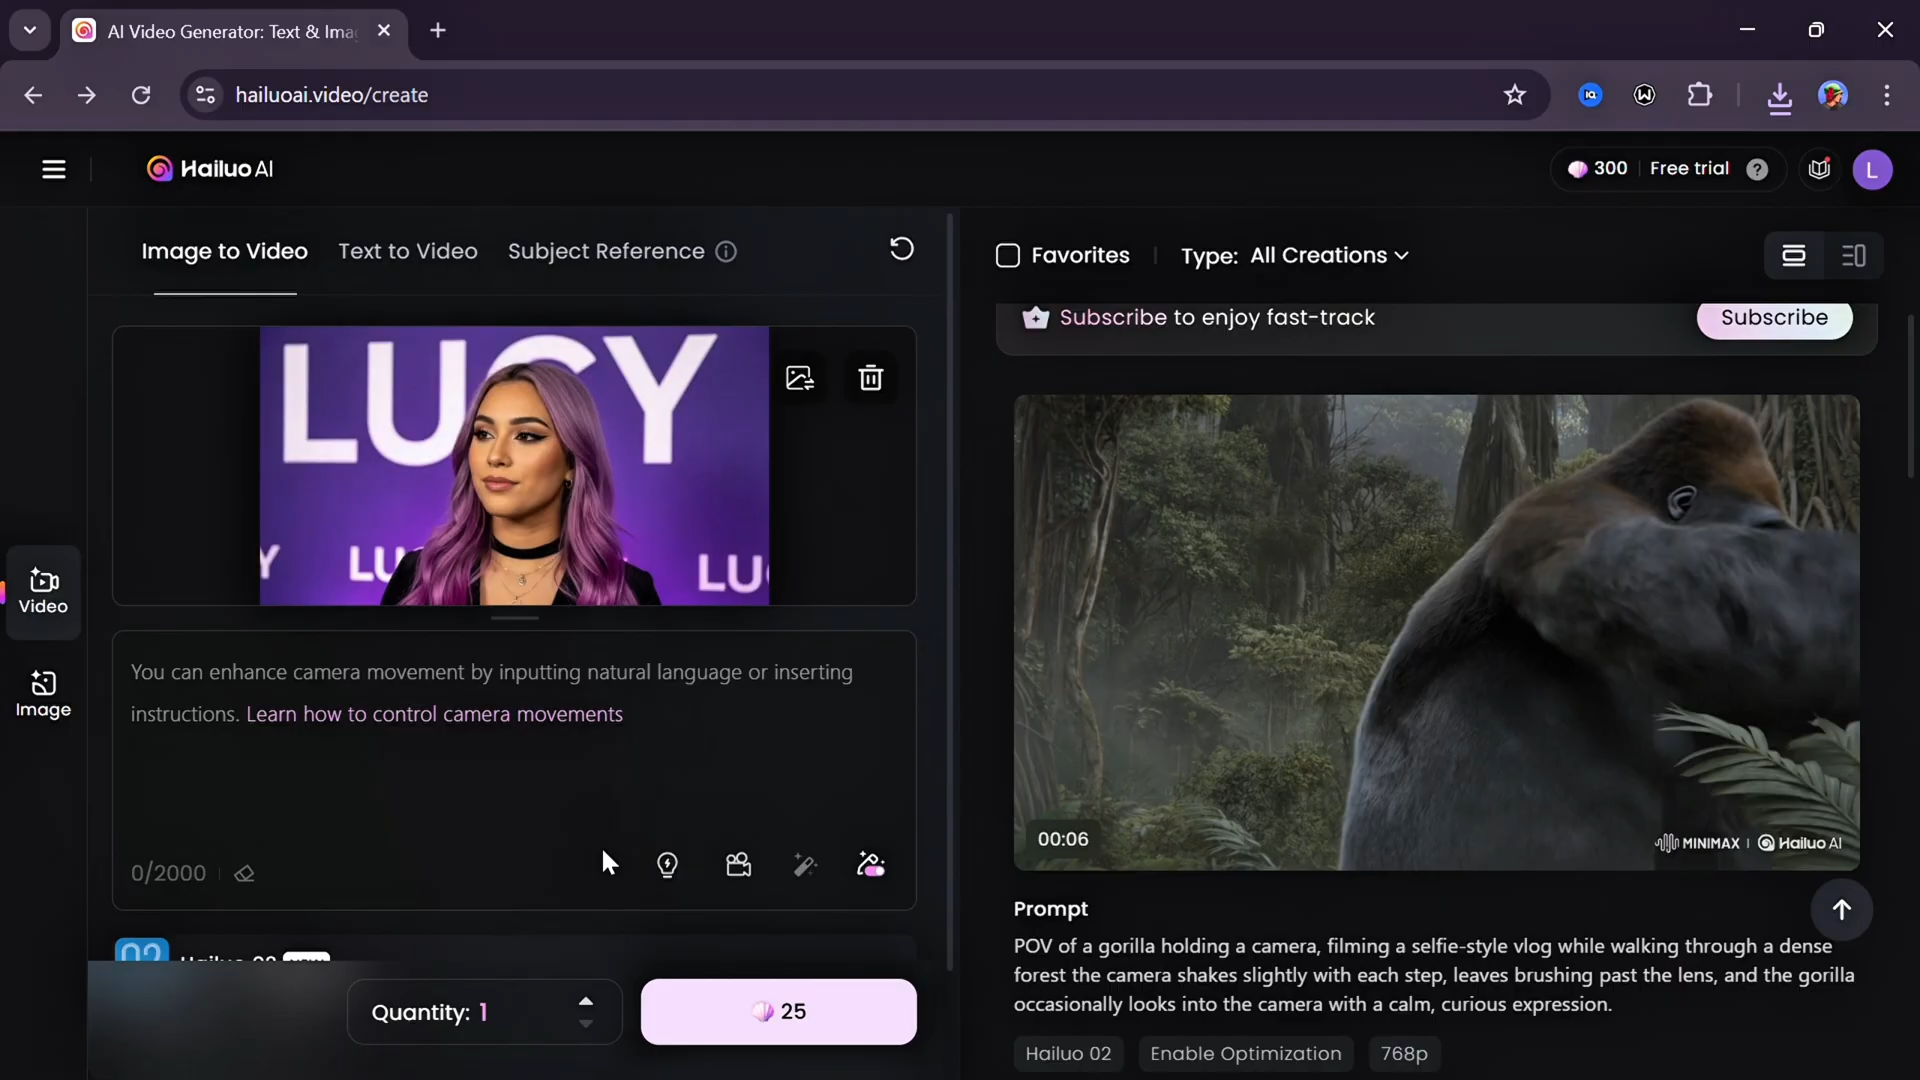 AI Video Generator: Text & Ima
hailuoai.video/create
Hailuo AI
300
Free trial
?
L
Image to Video
Text to Video
Subject Reference
Favorites
Type: All Creations
LUCY
Y
LU
LU
Subscribe to enjoy fast-track
Subscribe
Video
Image
You can enhance camera movement by inputting natural language or inserting
instructions. Learn how to control camera movements
0/2000
00:06
MINIMAX | Hailuo AI
Prompt
POV of a gorilla holding a camera, filming a selfie-style vlog while walking through a dense
forest the camera shakes slightly with each step, leaves brushing past the lens, and the gorilla
occasionally looks into the camera with a calm, curious expression.
Hailuo 02
Enable Optimization
768p
02
Hailuo 02 NEW
Quantity: 1
25